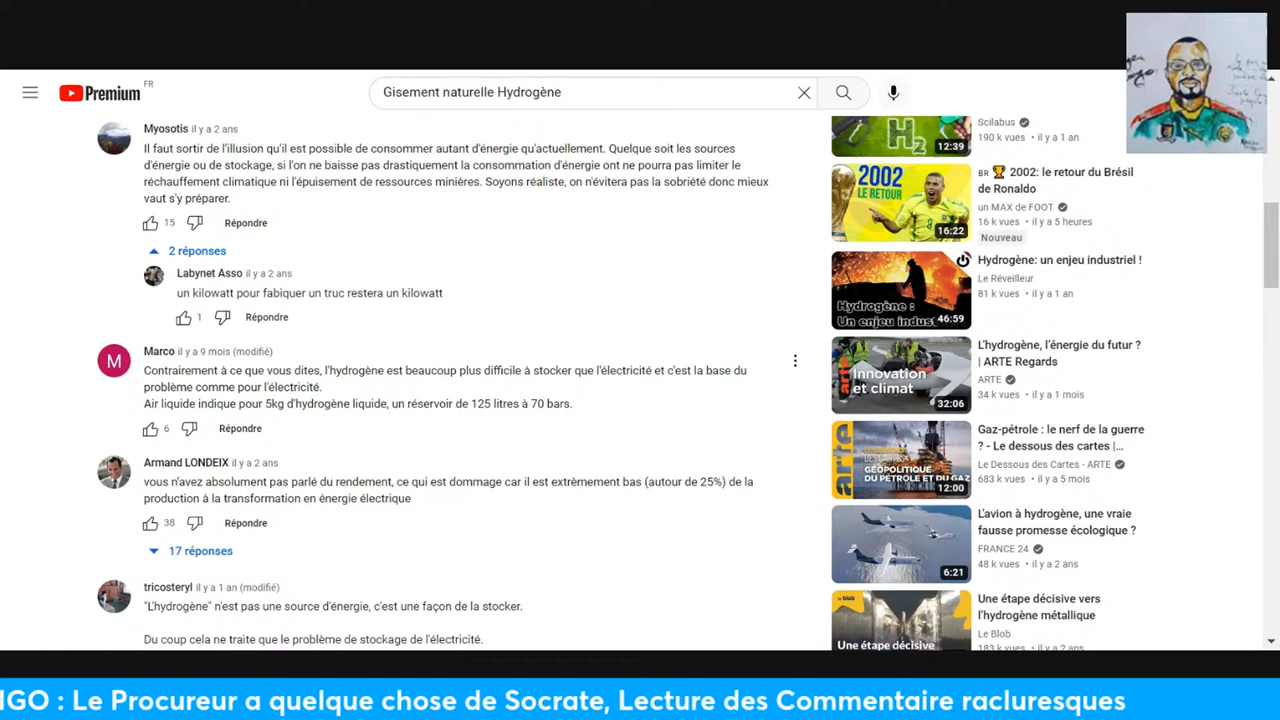 Premium FR
Gisement naturelle Hydrogène
Myosotis il y a 2 ans
Il faut sortir de l'illusion qu'il est possible de consommer autant d'énergie qu'actuellement. Quelque soit les sources
d'énergie ou de stockage, si l'on ne baisse pas drastiquement la consommation d'énergie ont ne pourra pas limiter le
réchauffement climatique ni l'épuisement de ressources minières. Soyons réaliste, on n'évitera pas la sobriété donc mieux
vaut s'y préparer.
15 Répondre
2 réponses
Labynet Asso il y a 2 ans
un kilowatt pour fabiquer un truc restera un kilowatt
1 Répondre
M
Marco il y a 9 mois (modifié)
Contrairement à ce que vous dites, l'hydrogène est beaucoup plus difficile à stocker que l'électricité et c'est la base du
problème comme pour l'électricité.
Air liquide indique pour 5kg d'hydrogène liquide, un réservoir de 125 litres à 70 bars.
6 Répondre
Armand LONDEIX il y a 2 ans
vous n'avez absolument pas parlé du rendement, ce qui est dommage car il est extrèmement bas (autour de 25%) de la
production à la transformation en énergie électrique
38 Répondre
17 réponses
tricosteryl il y a 1 an (modifié)
"L'hydrogène" n'est pas une source d'énergie, c'est une façon de la stocker.
Du coup cela ne traite que le problème de stockage de l'électricité.
H2
12:39
Scilabus
190 k vues • il y a 1 an
2002
LE RETOUR
16:22
BR 2002: le retour du Brésil
de Ronaldo
un MAX de FOOT
16 k vues • il y a 5 heures
Nouveau
Hydrogène :
Un enjeu indust
46:59
Hydrogène: un enjeu industriel !
Le Réveilleur
81 k vues • il y a 1 an
arte
Innovation
et climat
32:06
L'hydrogène, l'énergie du futur ?
| ARTE Regards
ARTE
34 k vues • il y a 1 mois
arte
GÉOPOLITIQUE
DU PÉTROLE ET DU GAZ
12:00
Gaz-pétrole : le nerf de la guerre
? - Le dessous des cartes |...
Le Dessous des Cartes - ARTE
683 k vues • il y a 5 mois
6:21
L'avion à hydrogène, une vraie
fausse promesse écologique ?
FRANCE 24
48 k vues • il y a 2 ans
le blob
Une étape décisive
Une étape décisive vers
l'hydrogène métallique
Le Blob
183 k vues • il y a 2 ans
NGO : Le Procureur a quelque chose de Socrate, Lecture des Commentaire racluresques